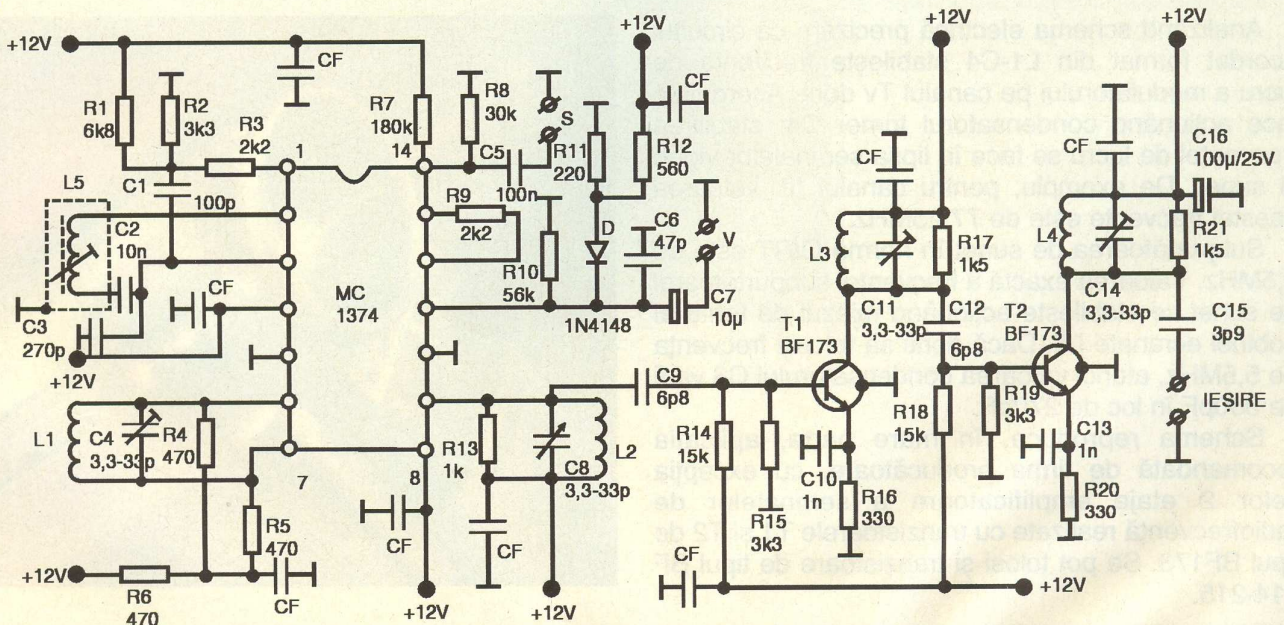 +12V
+12V
+12V
+12V
CF
CF
R1
6k8
R2
3k3
R3
2k2
R7
180k
R8
30k
S
C5
100n
R11
220
R12
560
CF
CF
C16
100µ/25V
L5
C1
100p
1
14
C2
10n
R9
2k2
R10
56k
D
1N4148
C6
47p
V
C7
10µ
L3
R17
1k5
L4
R21
1k5
C3
270p
CF
+12V
MC
1374
T1
BF173
C11
3,3-33p
C12
6p8
T2
BF173
C14
3,3-33p
C15
3p9
C9
6p8
IESIRE
L1
C4
3,3-33p
R4
470
R13
1k
C8
3,3-33p
L2
R14
15k
R18
15k
R19
3k3
C13
1n
7
8
C10
1n
R16
330
R20
330
R5
470
CF
CF
R15
3k3
+12V
R6
470
CF
CF
+12V
+12V
+12V